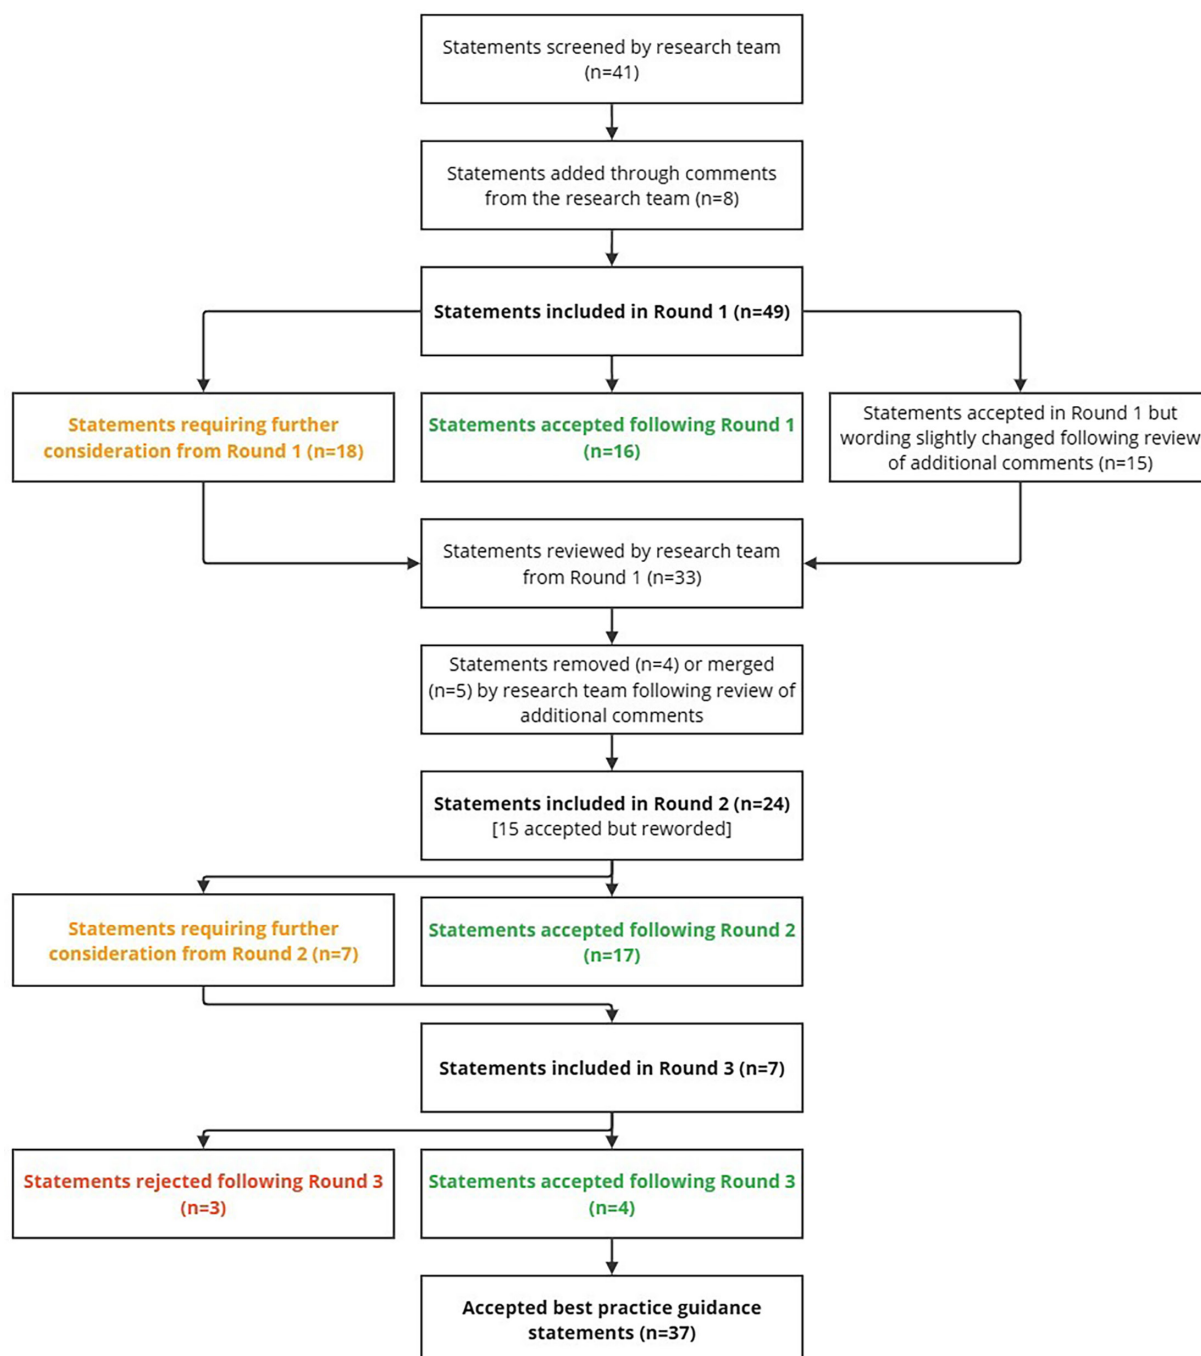 Statements screened by research team
(n=41)
Statements added through comments
from the research team (n=8)
Statements included in Round 1 (n=49)
Statements requiring further
consideration from Round 1 (n=18)
Statements accepted following Round 1
(n=16)
Statements accepted in Round 1 but
wording slightly changed following review
of additional comments (n=15)
Statements reviewed by research team
from Round 1 (n=33)
Statements removed (n=4) or merged
(n=5) by research team following review of
additional comments
Statements included in Round 2 (n=24)
[15 accepted but reworded]
Statements requiring further
consideration from Round 2 (n=7)
Statements accepted following Round 2
(n=17)
Statements included in Round 3 (n=7)
Statements rejected following Round 3
(n=3)
Statements accepted following Round 3
(n=4)
Accepted best practice guidance
statements (n=37)